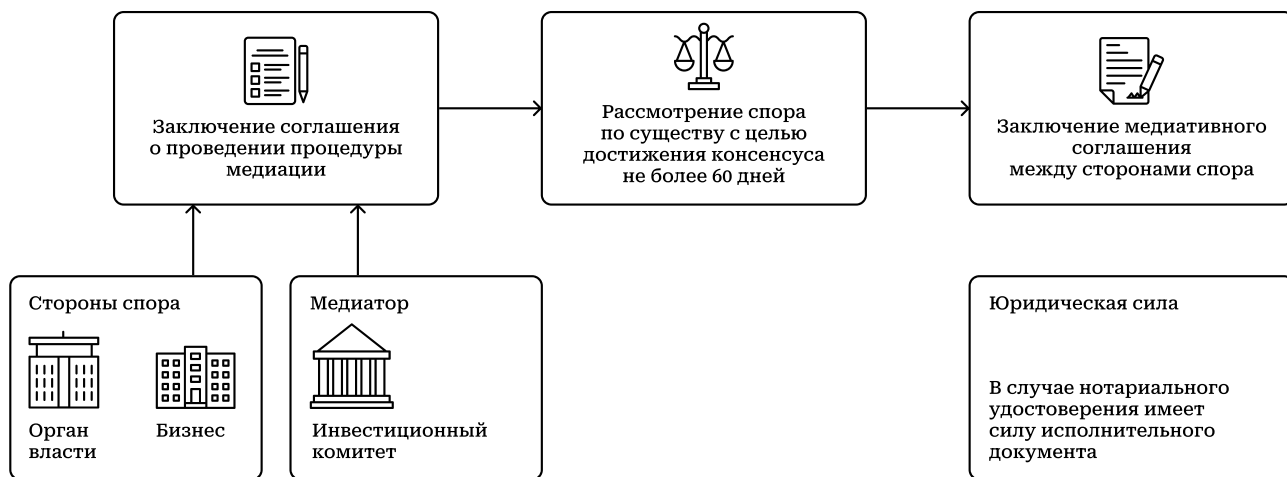 Заключение соглашения
о проведении процедуры
медиации
Рассмотрение спора
по существу с целью
достижения консенсуса
не более 60 дней
Заключение медиативного
соглашения
между сторонами спора
Стороны спора
Орган
власти
Бизнес
Медиатор
Инвестиционный
комитет
Юридическая сила
В случае нотариального
удостоверения имеет
силу исполнительного
документа